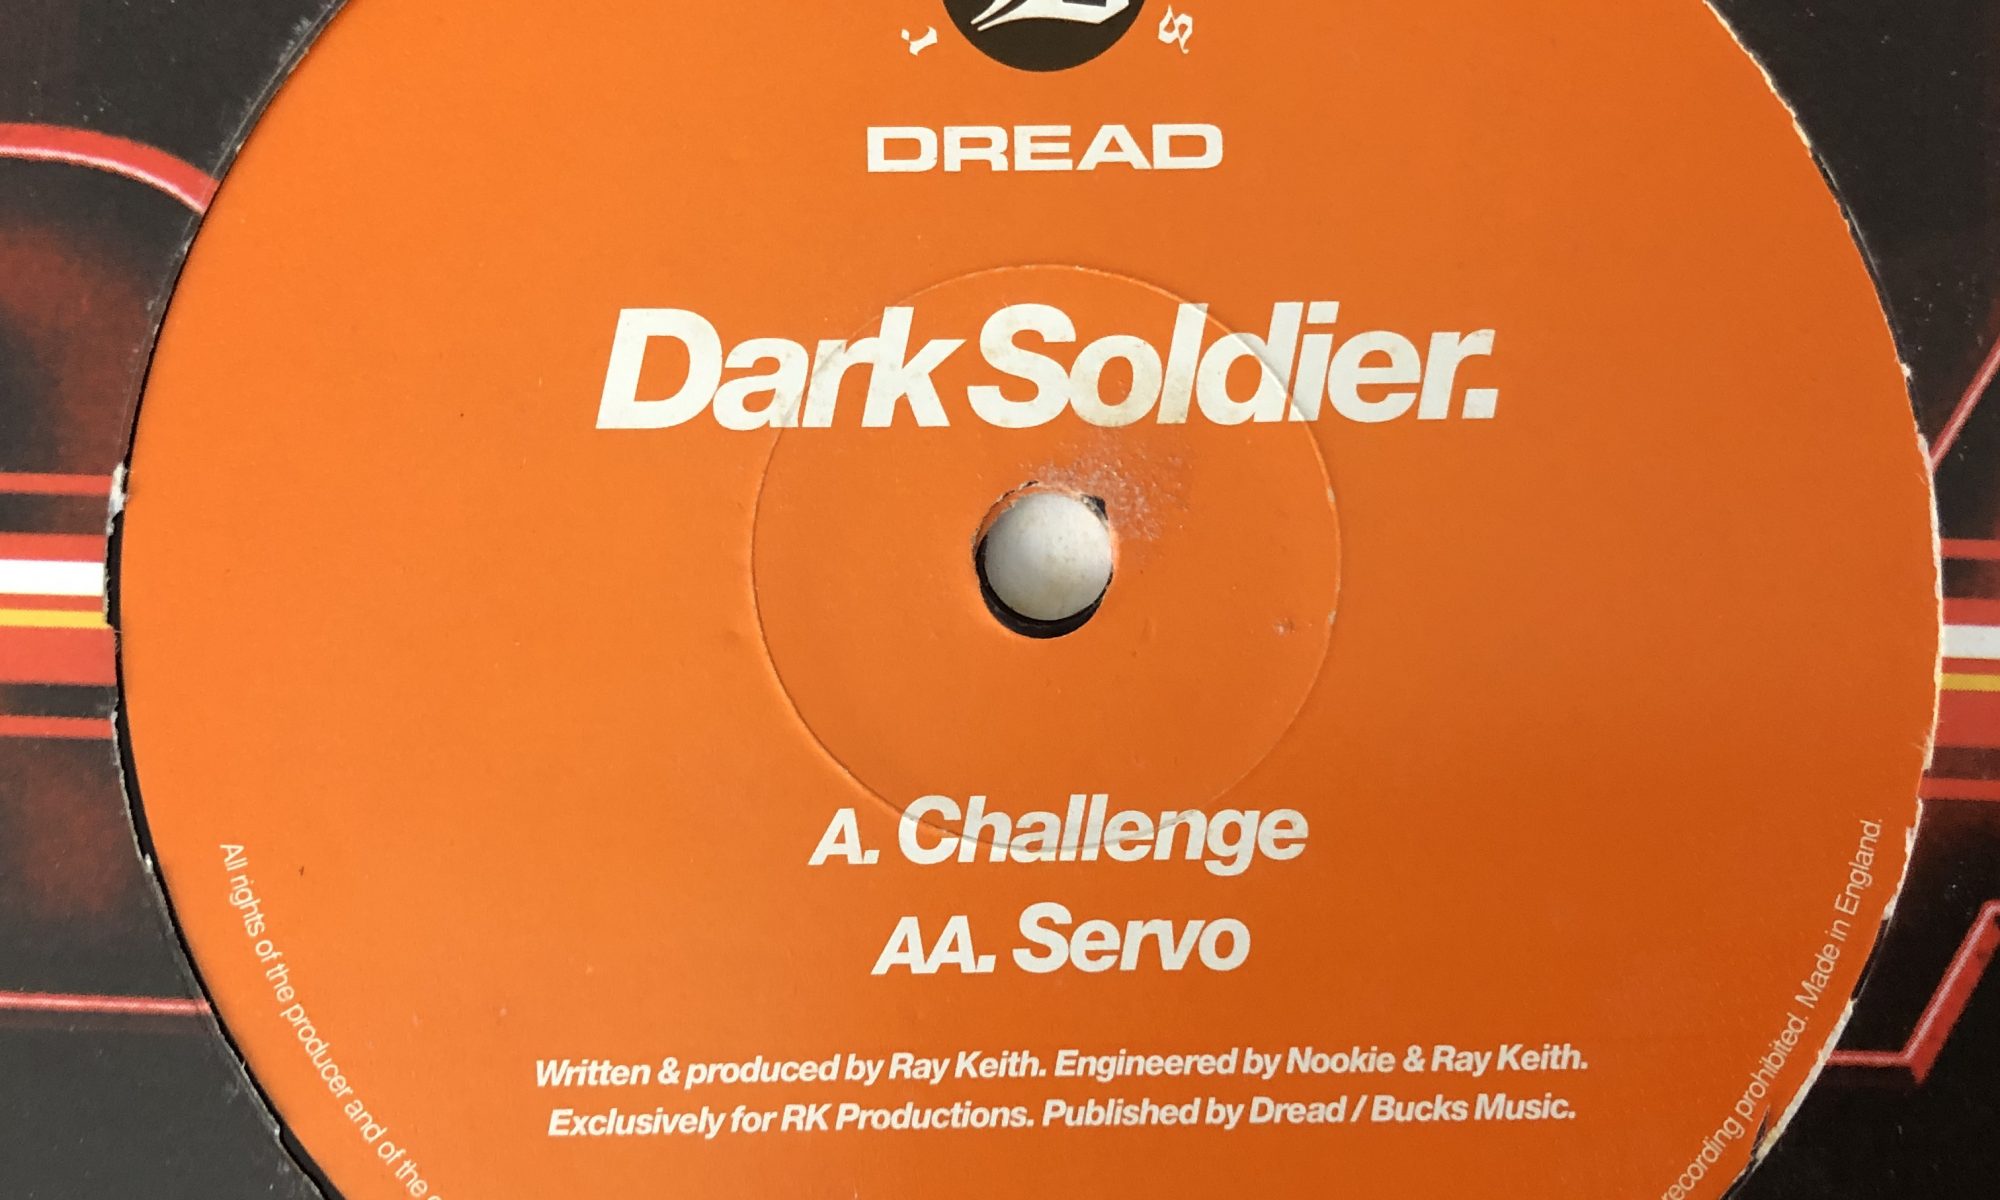 DREAD
Dark Soldier.
A. Challenge
AA. Servo
Written & produced by Ray Keith. Engineered by Nookie & Ray Keith.
Exclusively for RK Productions. Published by Dread / Bucks Music.
All rights of the producer and of the
recording prohibited. Made in England.